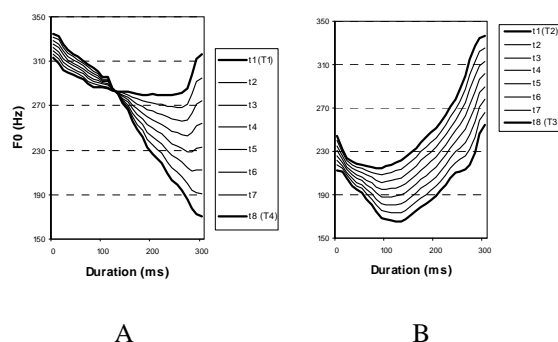 A
350
310
270
230
190
150
F0 (Hz)
0
100
200
300
Duration (ms)
t1(T1)
t2
t3
t4
t5
t6
t7
t8 (T4)
A
B
350
310
270
230
190
150
0
100
200
300
Duration (ms)
t1(T2)
t2
t3
t4
t5
t6
t7
t8 (T3
B